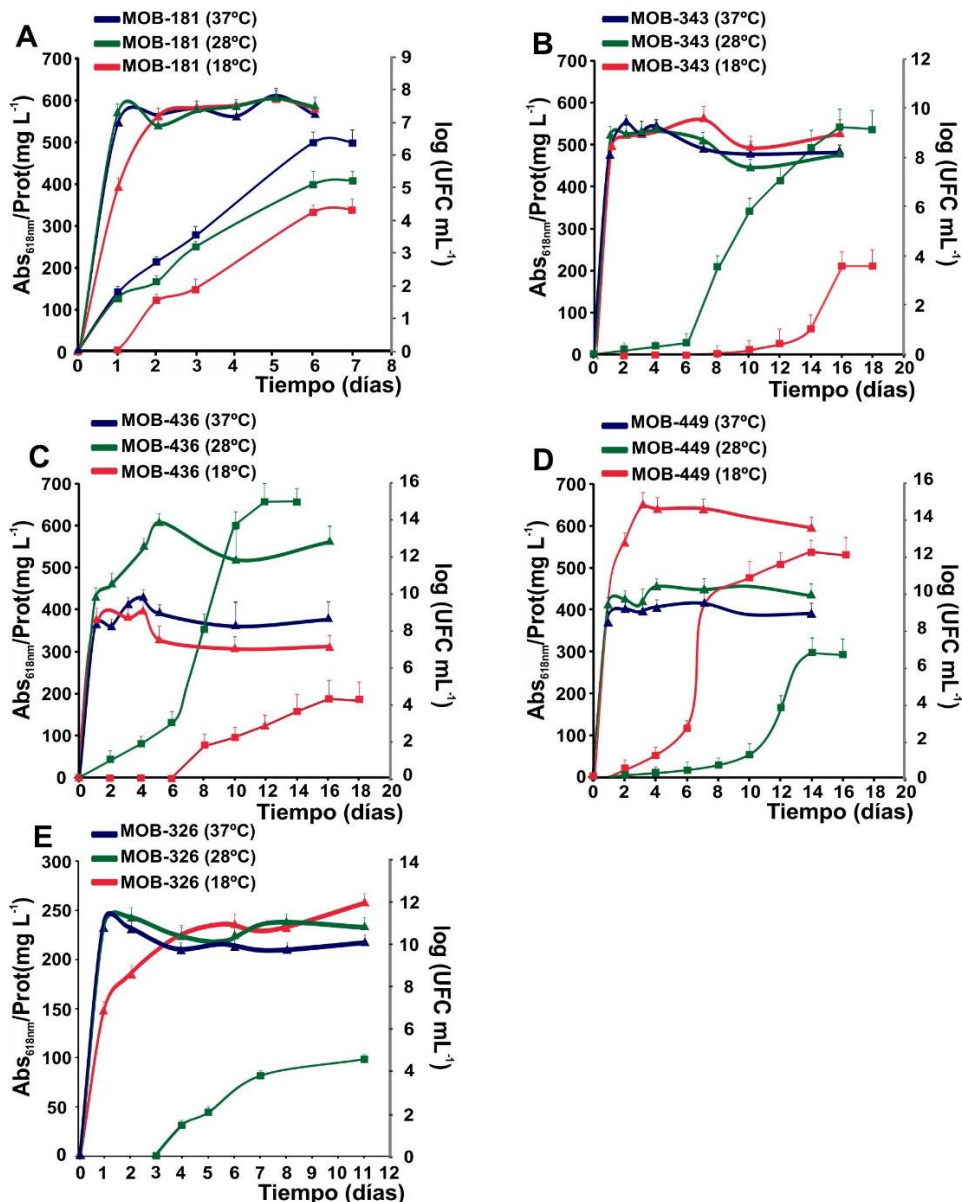 A
MOB-181 (37ºC)
MOB-181 (28ºC)
MOB-181 (18ºC)
Abs618nm/Prot(mg L-1)
700
600
500
400
300
200
100
0
9
8
7
6
5
4
3
2
1
0
log (UFC mL-1)
0 1 2 3 4 5 6 7 8
Tiempo (días)
B
MOB-343 (37ºC)
MOB-343 (28ºC)
MOB-343 (18ºC)
Abs618nm/Prot(mg L-1)
700
600
500
400
300
200
100
0
12
10
8
6
4
2
0
log (UFC mL-1)
0 2 4 6 8 10 12 14 16 18 20
Tiempo (días)
C
MOB-436 (37ºC)
MOB-436 (28ºC)
MOB-436 (18ºC)
Abs618nm/Prot(mg L-1)
700
600
500
400
300
200
100
0
16
14
12
10
8
6
4
2
0
log (UFC mL-1)
0 2 4 6 8 10 12 14 16 18 20
Tiempo (días)
D
MOB-449 (37ºC)
MOB-449 (28ºC)
MOB-449 (18ºC)
Abs618nm/Prot(mg L-1)
700
600
500
400
300
200
100
0
16
14
12
10
8
6
4
2
0
log (UFC mL-1)
0 2 4 6 8 10 12 14 16 18 20
Tiempo (días)
E
MOB-326 (37ºC)
MOB-326 (28ºC)
MOB-326 (18ºC)
Abs618nm/Prot(mg L-1)
300
250
200
150
100
50
0
14
12
10
8
6
4
2
0
log (UFC mL-1)
0 1 2 3 4 5 6 7 8 9 10 11 12
Tiempo (días)